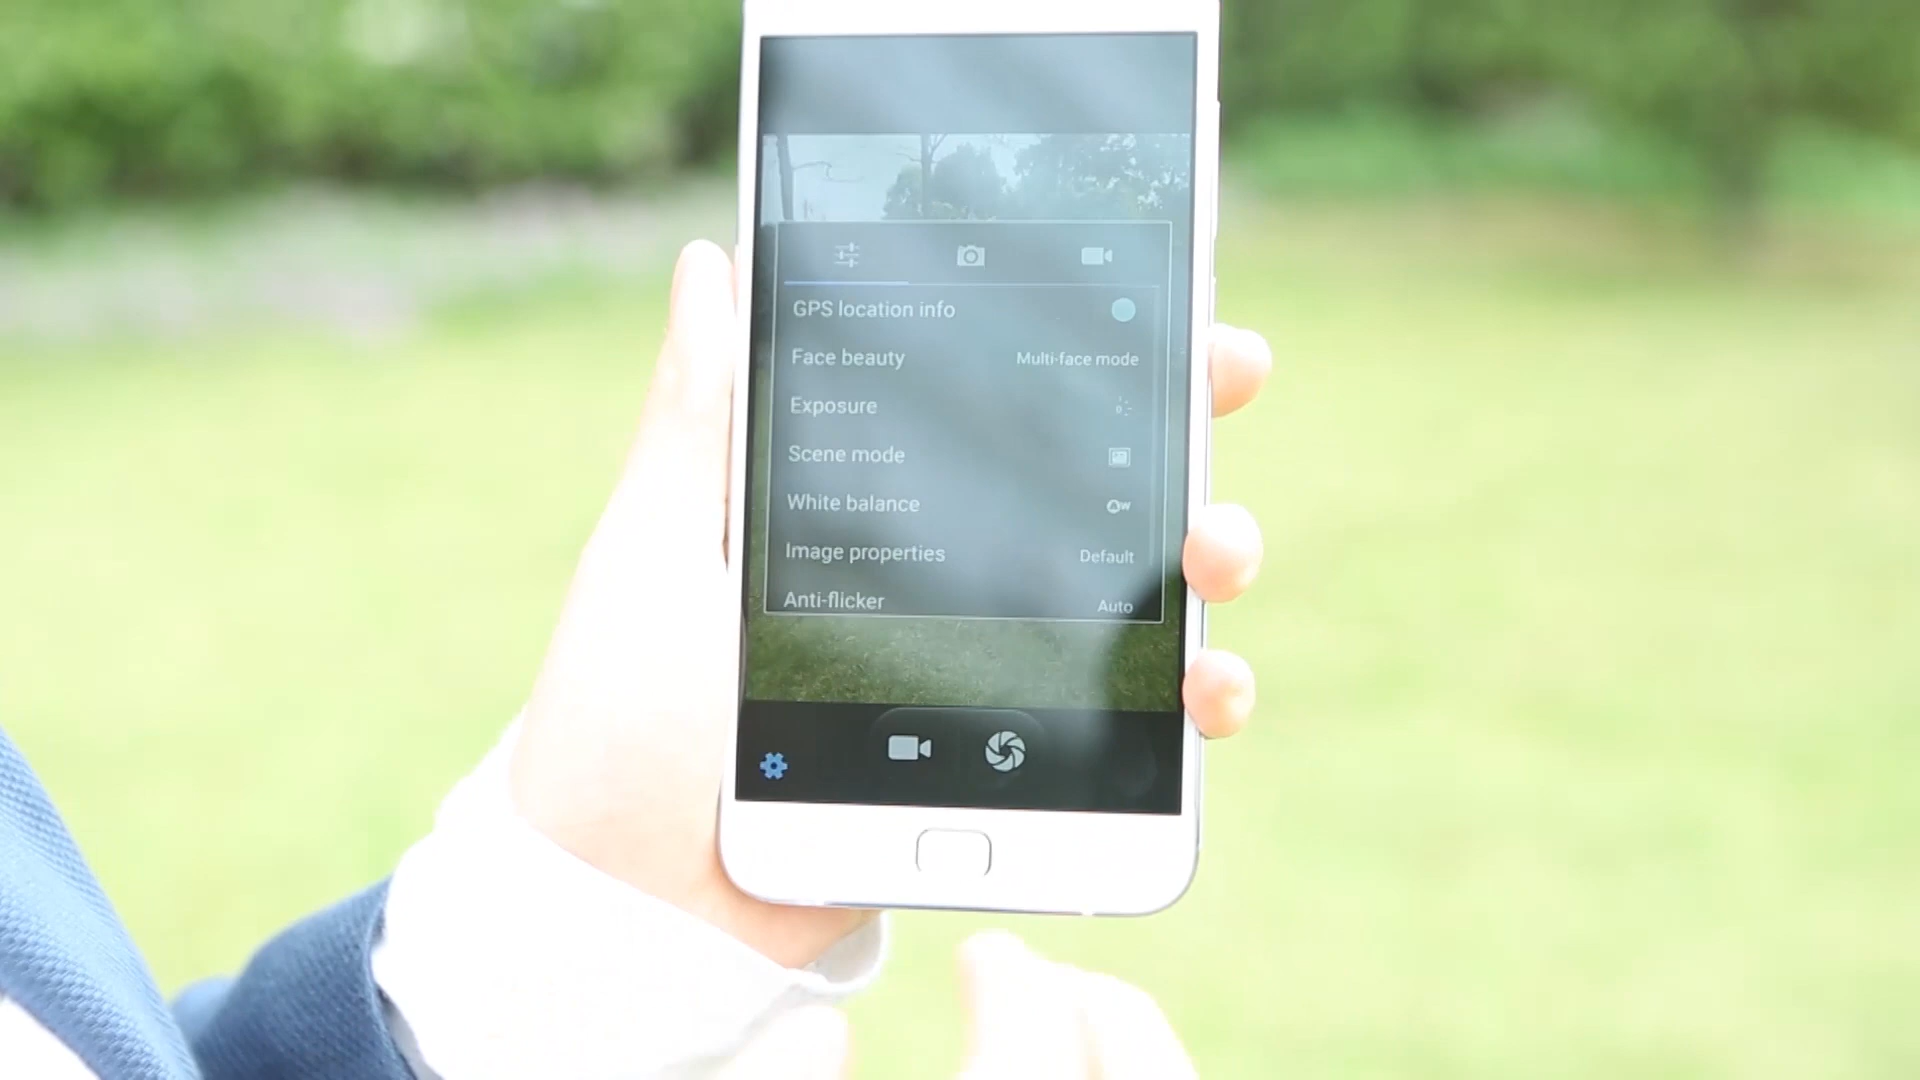 GPS location info
Face beauty Multi-face mode
Exposure
Scene mode
White balance
Image properties Default
Anti-flicker Auto